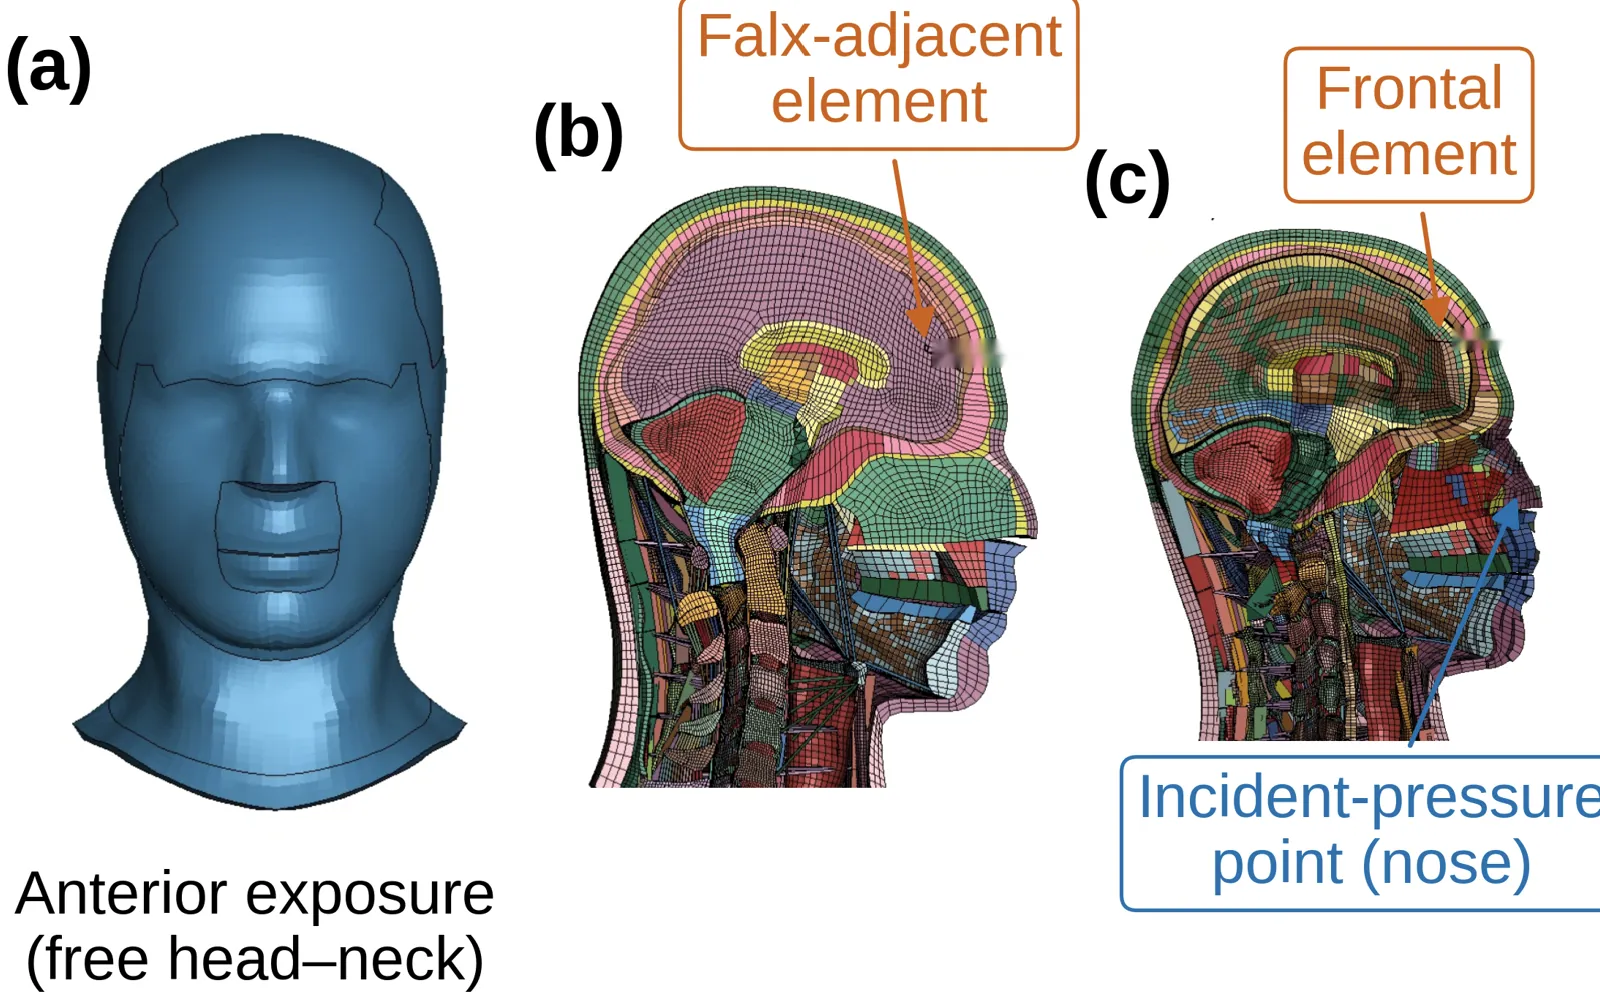 (a)
Anterior exposure
(free head–neck)
(b)
Falx-adjacent
element
(c)
Frontal
element
Incident-pressure
point (nose)